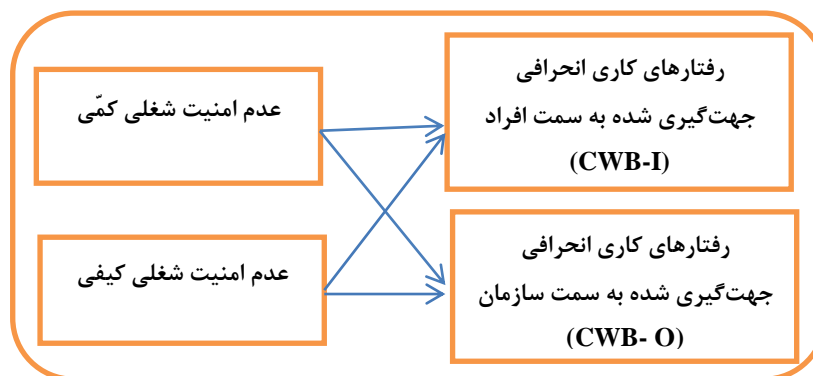 عدم امنیت شغلی کمّی
رفتارهای کاری انحرافی
جهت‌گیری شده به سمت افراد
(CWB-I)
عدم امنیت شغلی کیفی
رفتارهای کاری انحرافی
جهت‌گیری شده به سمت سازمان
(CWB- O)